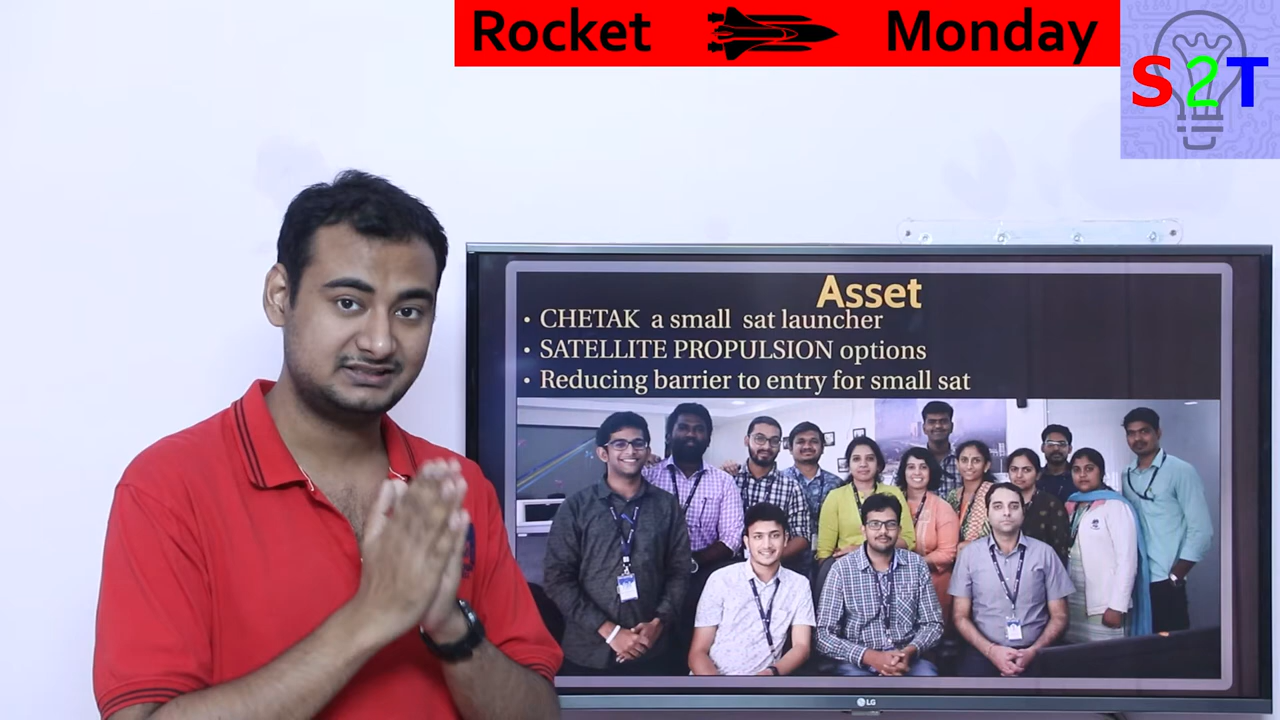 Rocket Monday
S2T
Asset
• CHETAK a small sat launcher
• SATELLITE PROPULSION options
• Reducing barrier to entry for small sat
LG